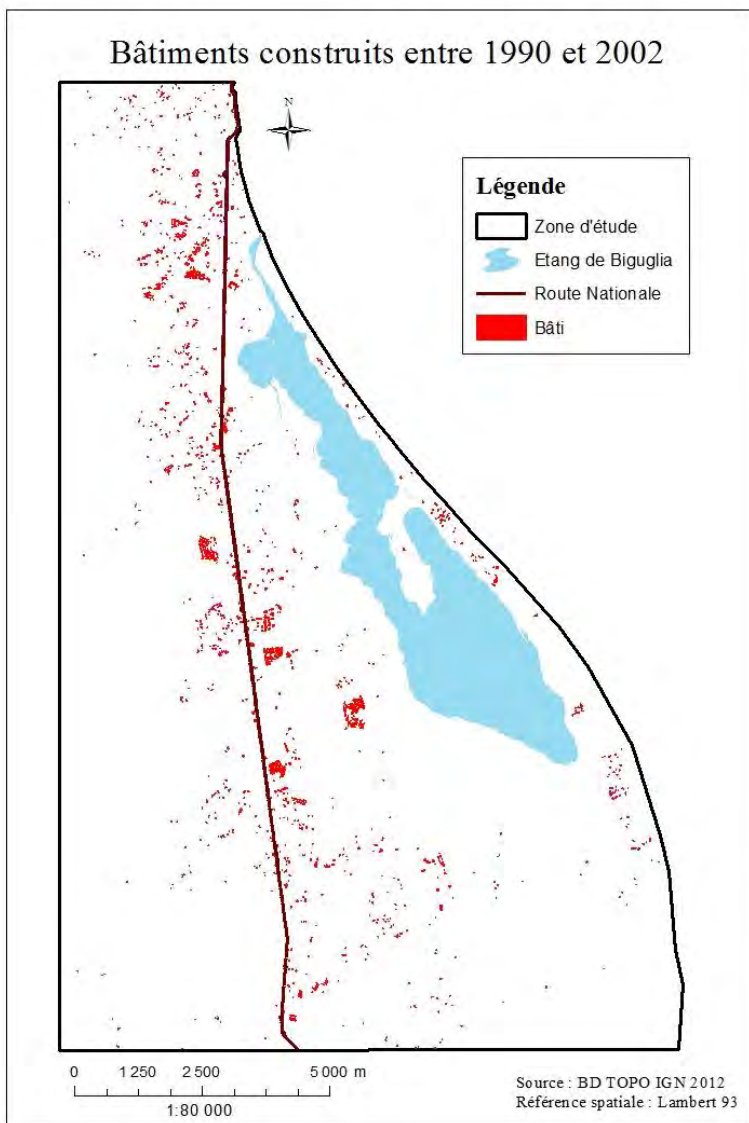 Bâtiments construits entre 1990 et 2002
N
Légende
Zone d'étude
Etang de Biguglia
Route Nationale
Bâti
0 1 250 2 500 5 000 m
1:80 000
Source : BD TOPO IGN 2012
Référence spatiale : Lambert 93